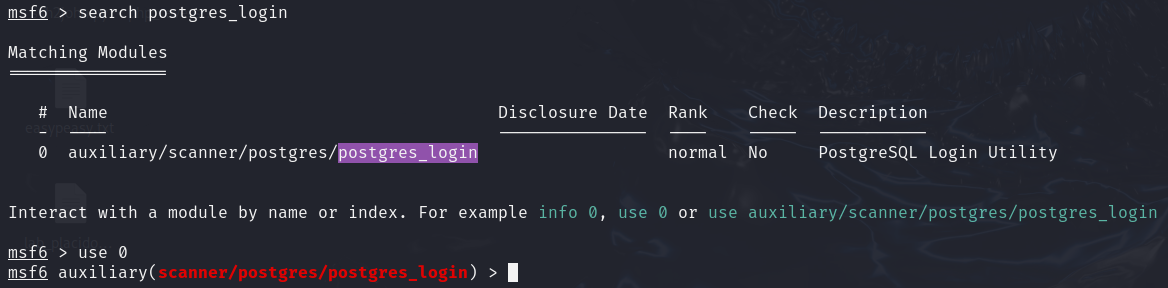 msf6 > search postgres_login
Matching Modules
================
# Name Disclosure Date Rank Check Description
- ---- --------------- ---- ----- -----------
0 auxiliary/scanner/postgres/postgres_login normal No PostgreSQL Login Utility
Interact with a module by name or index. For example info 0, use 0 or use auxiliary/scanner/postgres/postgres_login
msf6 > use 0
msf6 auxiliary(scanner/postgres/postgres_login) >